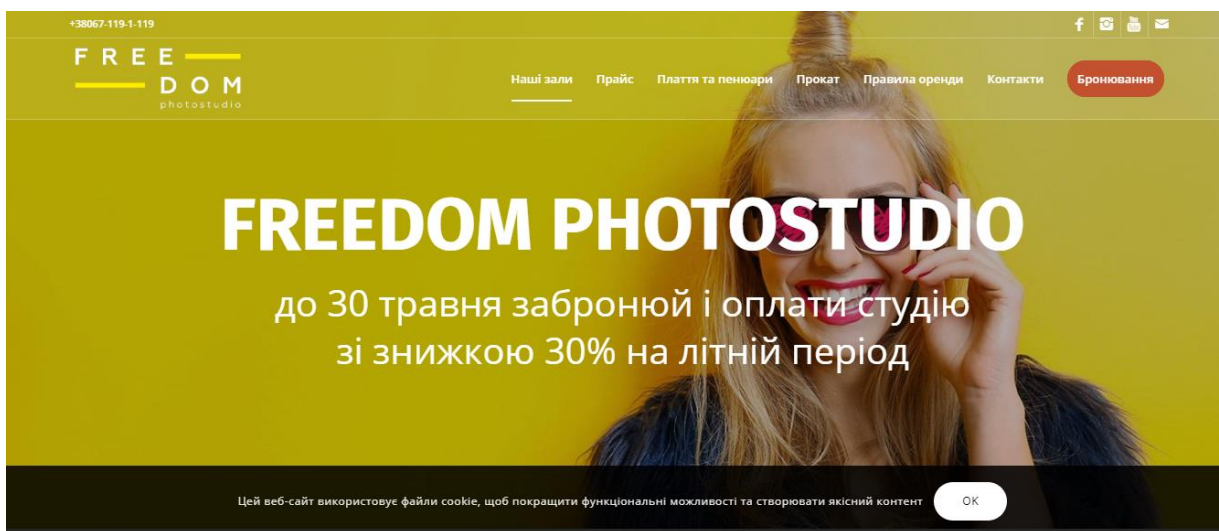 +38067-119-1-119
FREE
DOM
photostudio
Наші зали Прайс Плаття та пенюари Прокат Правила оренди Контакти Бронювання
FREEDOM PHOTOSTUDIO
до 30 травня забронюй і оплати студію
зі знижкою 30% на літній період
Цей веб-сайт використовує файли cookie, щоб покращити функціональні можливості та створювати якісний контент OK